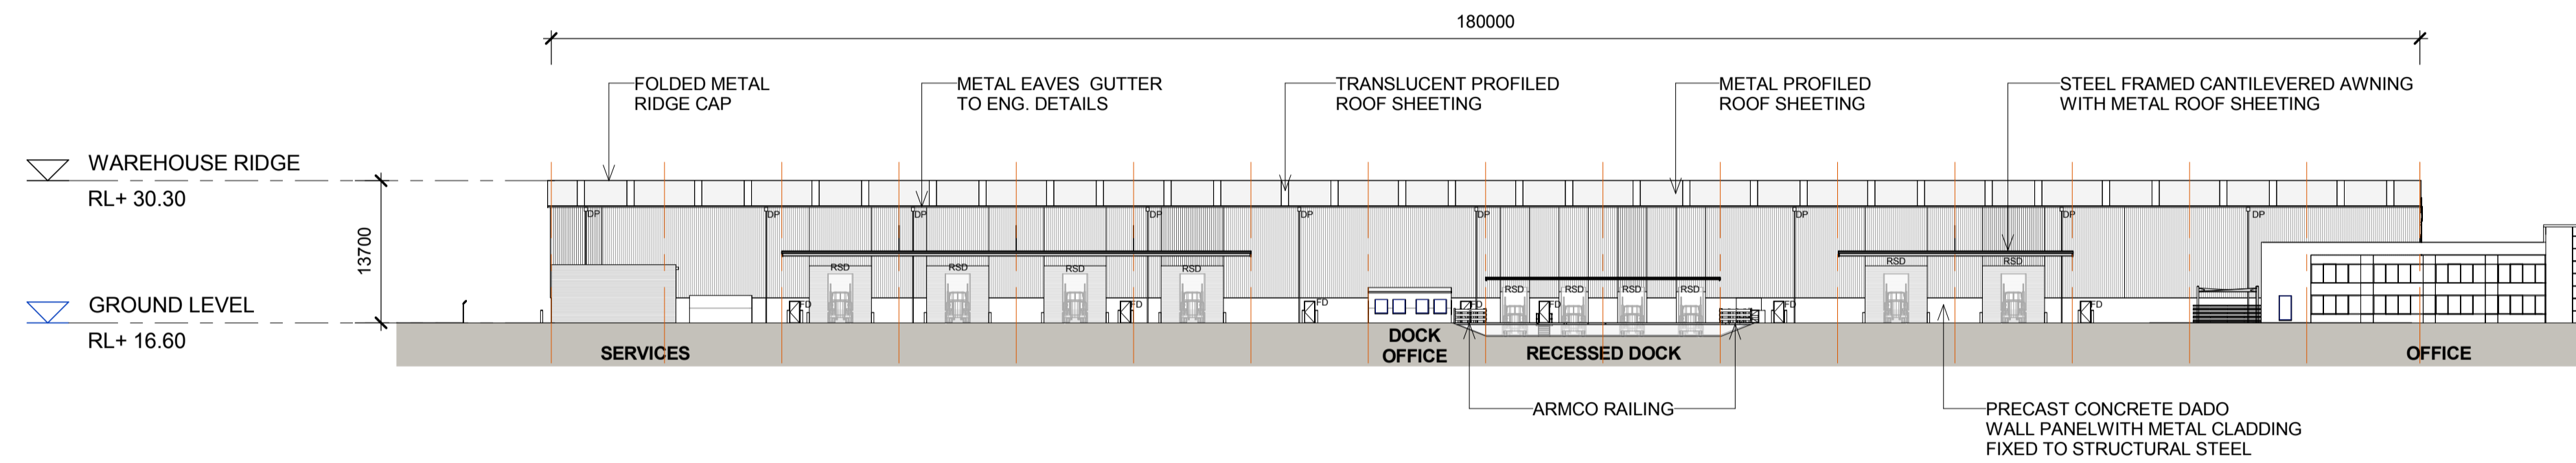 180000
FOLDED METAL
RIDGE CAP
METAL EAVES GUTTER
TO ENG. DETAILS
TRANSLUCENT PROFILED
ROOF SHEETING
METAL PROFILED
ROOF SHEETING
STEEL FRAMED CANTILEVERED AWNING
WITH METAL ROOF SHEETING
WAREHOUSE RIDGE
RL+ 30.30
13700
GROUND LEVEL
RL+ 16.60
DP DP DP DP DP DP DP DP DP
RSD RSD RSD RSD RSD RSD
RSD RSD RSD RSD
FD FD FD FD FD FD FD
SERVICES
DOCK
OFFICE
RECESSED DOCK
OFFICE
ARMCO RAILING
PRECAST CONCRETE DADO
WALL PANELWITH METAL CLADDING
FIXED TO STRUCTURAL STEEL